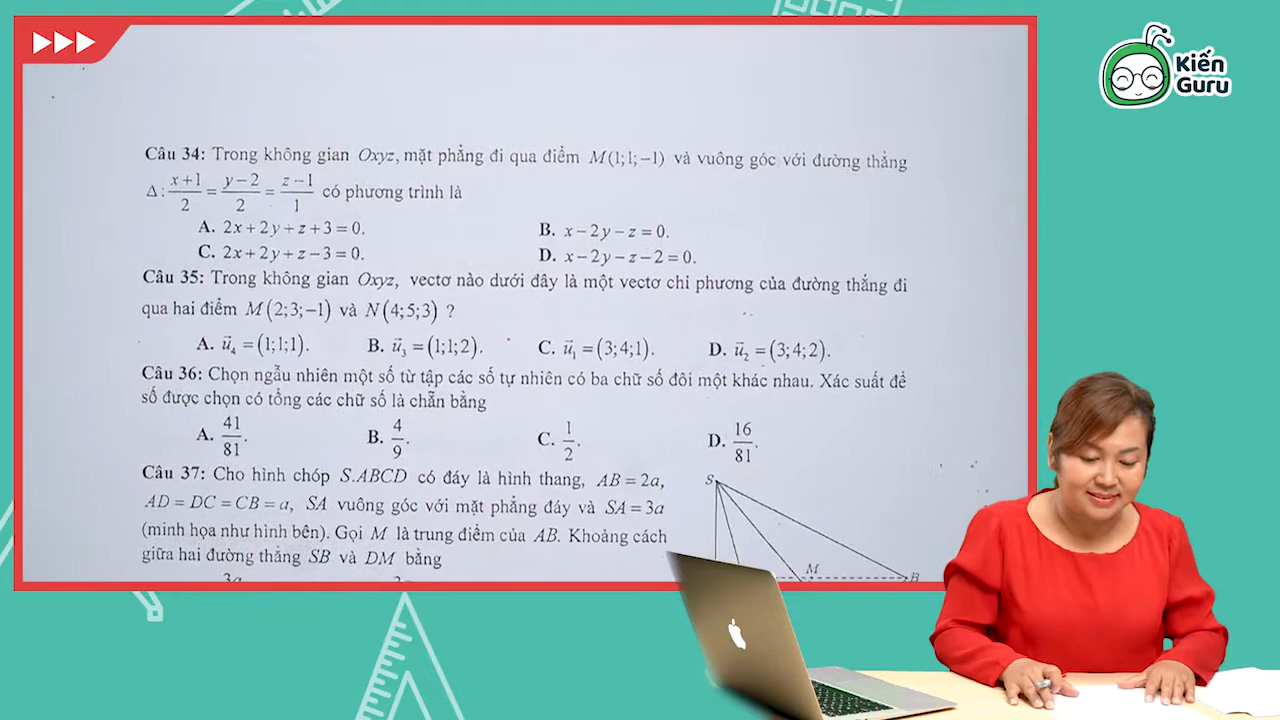 Kiến
Guru
Câu 34: Trong không gian Oxyz, mặt phẳng đi qua điểm M(1;1;−1) và vuông góc với đường thẳng
Δ: (x+1)/2 = (y−2)/2 = (z−1)/1 có phương trình là
A. 2x+2y+z+3=0. B. x−2y−z=0.
C. 2x+2y+z−3=0. D. x−2y−z−2=0.
Câu 35: Trong không gian Oxyz, vectơ nào dưới đây là một vectơ chỉ phương của đường thẳng đi
qua hai điểm M(2;3;−1) và N(4;5;3) ?
A. u⃗₄ = (1;1;1). B. u⃗₃ = (1;1;2). C. u⃗₁ = (3;4;1). D. u⃗₂ = (3;4;2).
Câu 36: Chọn ngẫu nhiên một số từ tập các số tự nhiên có ba chữ số đôi một khác nhau. Xác suất để
số được chọn có tổng các chữ số là chẵn bằng
A. 41/81. B. 4/9. C. 1/2. D. 16/81.
Câu 37: Cho hình chóp S.ABCD có đáy là hình thang, AB = 2a,
AD = DC = CB = a, SA vuông góc với mặt phẳng đáy và SA = 3a
(minh họa như hình bên). Gọi M là trung điểm của AB. Khoảng cách
giữa hai đường thẳng SB và DM bằng
S
M
B